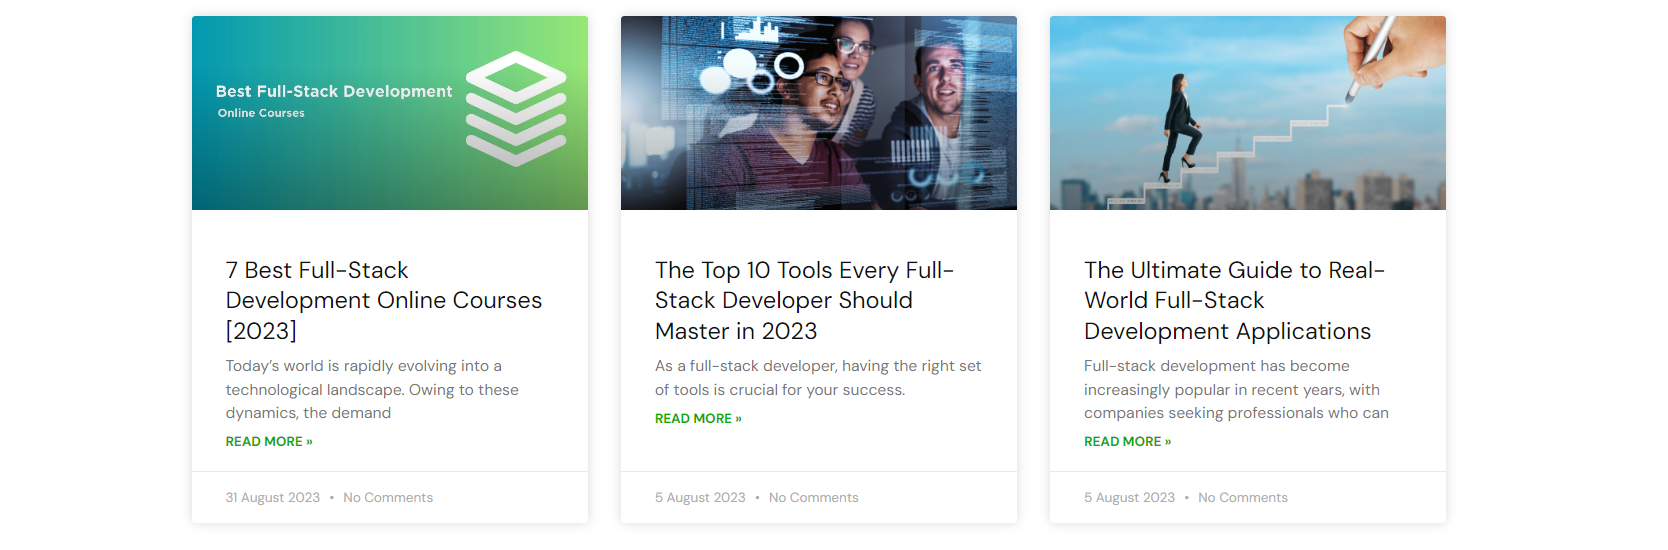 Best Full-Stack Development
Online Courses
7 Best Full-Stack
Development Online Courses
[2023]
Today’s world is rapidly evolving into a
technological landscape. Owing to these
dynamics, the demand
READ MORE »
31 August 2023 • No Comments
The Top 10 Tools Every Full-
Stack Developer Should
Master in 2023
As a full-stack developer, having the right set
of tools is crucial for your success.
READ MORE »
5 August 2023 • No Comments
The Ultimate Guide to Real-
World Full-Stack
Development Applications
Full-stack development has become
increasingly popular in recent years, with
companies seeking professionals who can
READ MORE »
5 August 2023 • No Comments